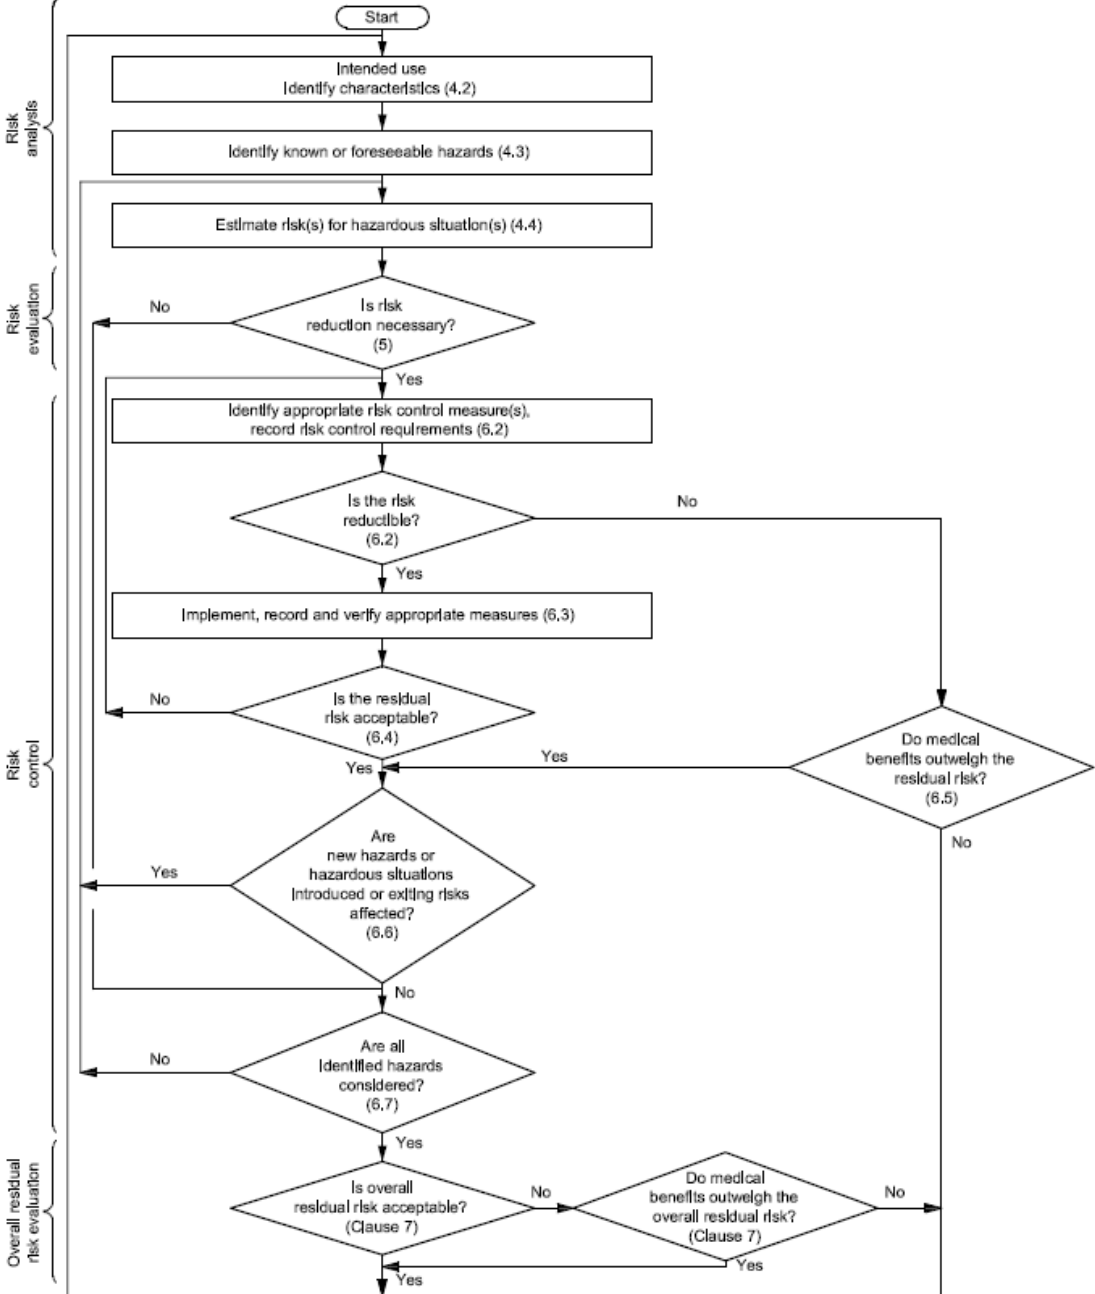 Start
Intended use
Identify characteristics (4.2)
Risk
analysis
Identify known or foreseeable hazards (4.3)
Estimate risk(s) for hazardous situation(s) (4.4)
Risk
evaluation
No
Is risk
reduction necessary?
(5)
Yes
Identify appropriate risk control measure(s),
record risk control requirements (6.2)
Is the risk
reductible?
(6.2)
No
Yes
Implement, record and verify appropriate measures (6.3)
No
Is the residual
risk acceptable?
(6.4)
Risk
control
Yes
Yes
Do medical
benefits outweigh the
residual risk?
(6.5)
No
Yes
Are
new hazards or
hazardous situations
introduced or exiting risks
affected?
(6.6)
No
No
Are all
identified hazards
considered?
(6.7)
Yes
Overall residual
risk evaluation
Is overall
residual risk acceptable?
(Clause 7)
No
Do medical
benefits outweigh the
overall residual risk?
(Clause 7)
No
Yes
Yes